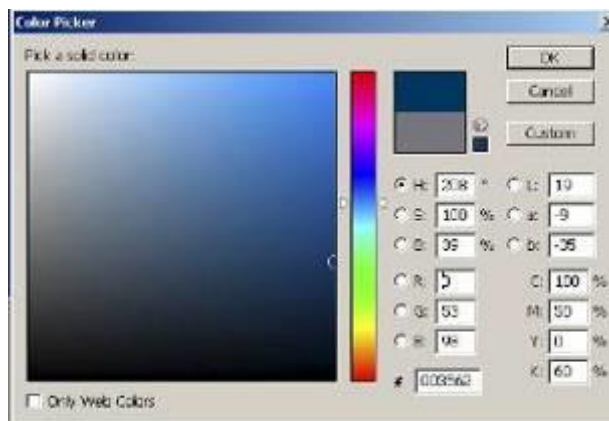 Color Picker
Pick a solid color:
OK
Cancel
Custom
H: 208 °
S: 100 %
B: 39 %
R:
G: 53
B: 98
# 003562
L: 19
a: -9
b: -35
C: 100 %
M: 50 %
Y: 0 %
K: 60 %
Only Web Colors